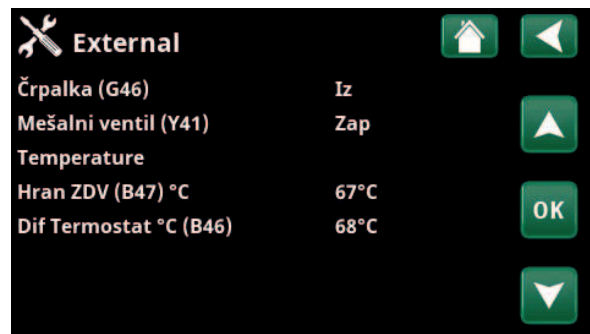 External
Črpalka (G46) Iz
Mešalni ventil (Y41) Zap
Temperature
Hran ZDV (B47) °C 67°C
OK
Dif Termostat °C (B46) 68°C